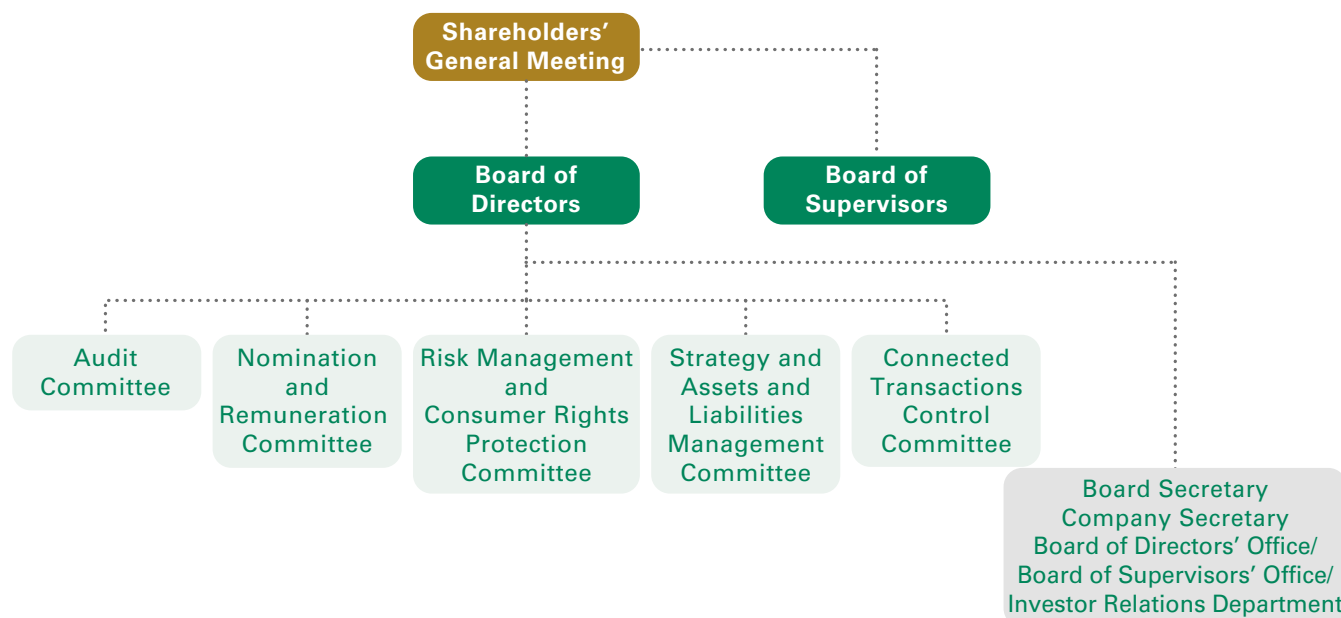 Shareholders’
General Meeting
Board of
Directors
Board of
Supervisors
Audit
Committee
Nomination
and
Remuneration
Committee
Risk Management
and
Consumer Rights
Protection
Committee
Strategy and
Assets and
Liabilities
Management
Committee
Connected
Transactions
Control
Committee
Board Secretary
Company Secretary
Board of Directors’ Office/
Board of Supervisors’ Office/
Investor Relations Department